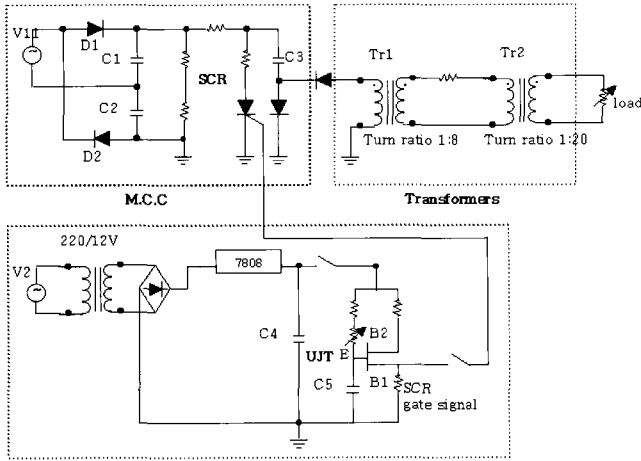 V11
D1
C1
C2
D2
SCR
C3
Tr1
Tr2
load
Turn ratio 1:8
Turn ratio 1:20
M.C.C
Transformers
220/12V
V2
7808
C4
UJT
E
B2
C5
B1
SCR
gate signal